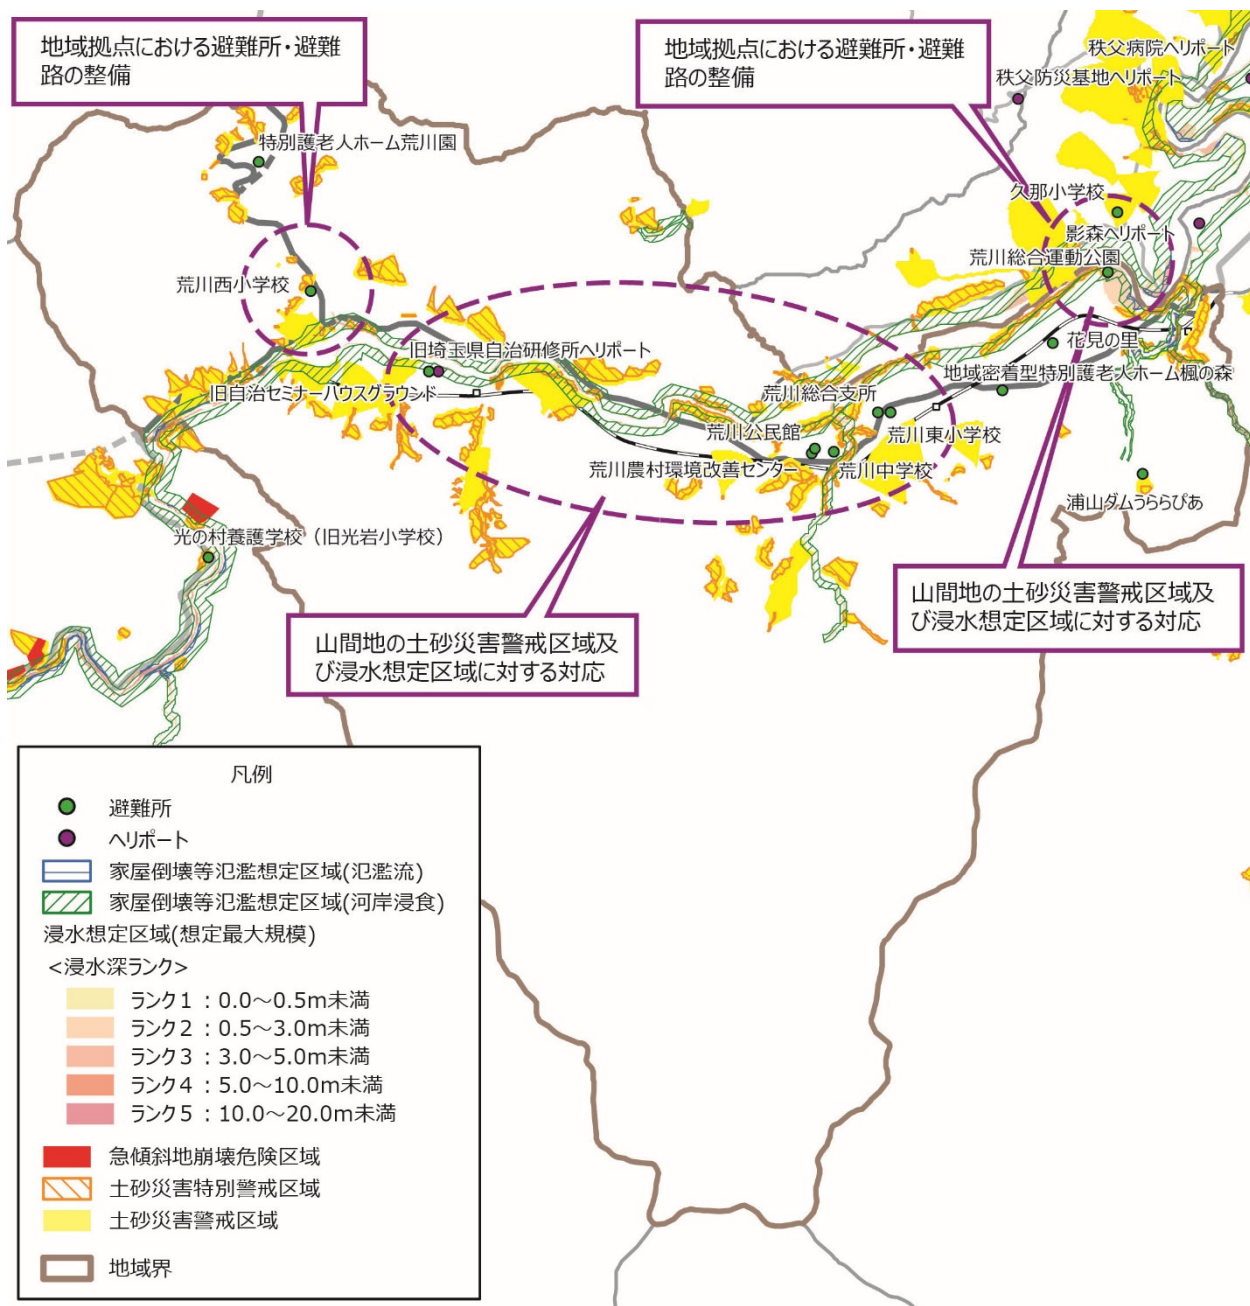 地域拠点における避難所・避難
路の整備
地域拠点における避難所・避難
路の整備
秩父病院ヘリポート
秩父防災基地ヘリポート
特別護老人ホーム荒川園
久那小学校
影森ヘリポート
荒川総合運動公園
荒川西小学校
花見の里
旧埼玉県自治研修所ヘリポート
地域密着型特別護老人ホーム楓の森
旧自治セミナーハウスグラウンド
荒川総合支所
荒川公民館
荒川東小学校
荒川農村環境改善センター
荒川中学校
浦山ダムうららぴあ
光の村養護学校（旧光岩小学校）
山間地の土砂災害警戒区域及
び浸水想定区域に対する対応
山間地の土砂災害警戒区域及
び浸水想定区域に対する対応
凡例
避難所
ヘリポート
家屋倒壊等氾濫想定区域(氾濫流)
家屋倒壊等氾濫想定区域(河岸浸食)
浸水想定区域(想定最大規模)
<浸水深ランク>
ランク１：0.0～0.5m未満
ランク２：0.5～3.0m未満
ランク３：3.0～5.0m未満
ランク４：5.0～10.0m未満
ランク５：10.0～20.0m未満
急傾斜地崩壊危険区域
土砂災害特別警戒区域
土砂災害警戒区域
地域界